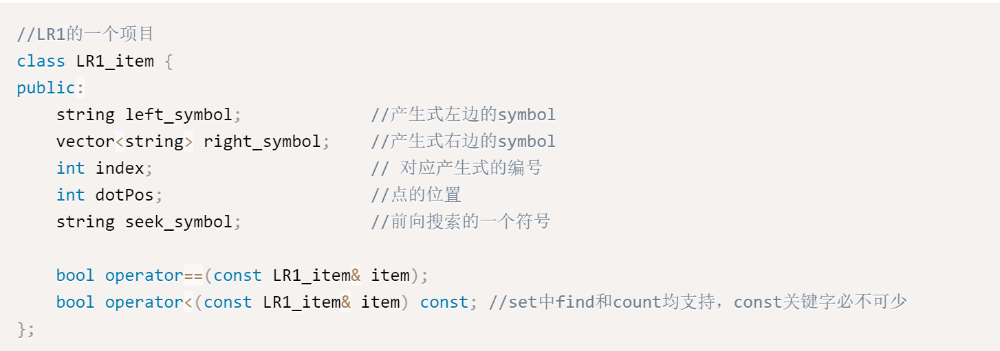 //LR1的一个项目
class LR1_item {
public:
    string left_symbol;             //产生式左边的symbol
    vector<string> right_symbol;    //产生式右边的symbol
    int index;                      // 对应产生式的编号
    int dotPos;                     //点的位置
    string seek_symbol;             //前向搜索的一个符号
    bool operator==(const LR1_item& item);
    bool operator<(const LR1_item& item) const; //set中find和count均支持，const关键字必不可少
};